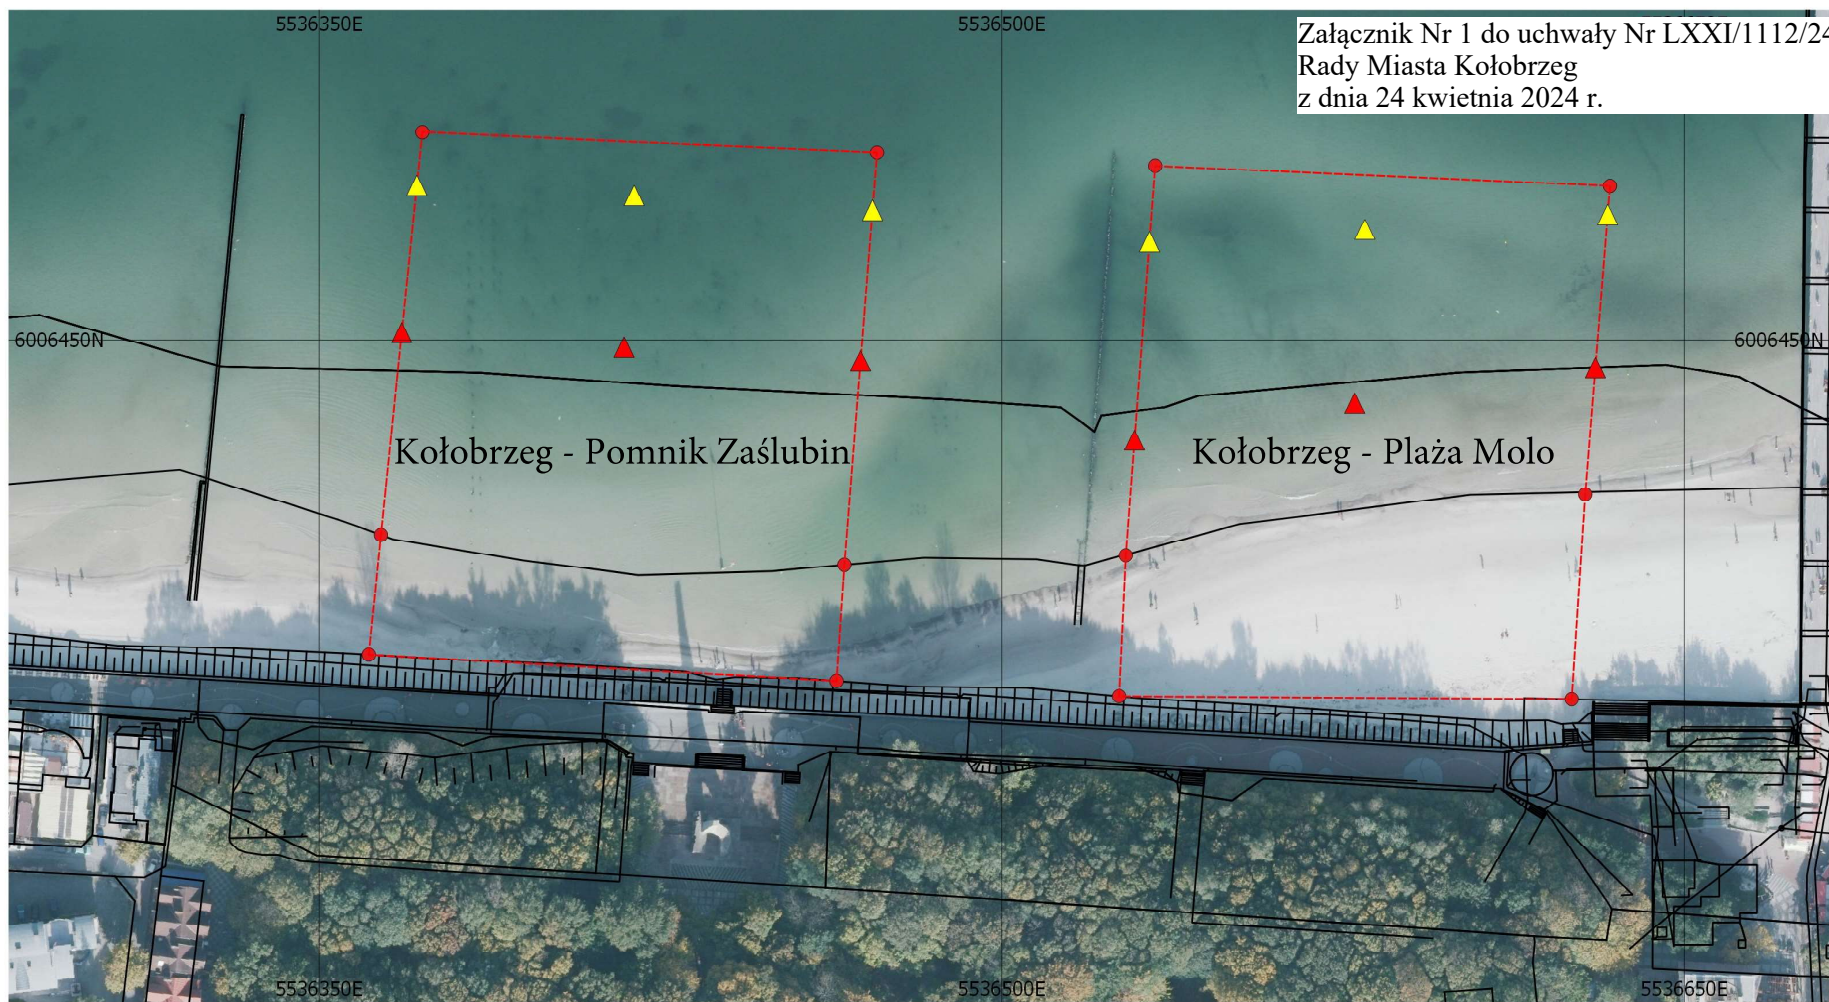 5536350E
5536500E
Załącznik Nr 1 do uchwały Nr LXXI/1112/24
Rady Miasta Kołobrzeg
z dnia 24 kwietnia 2024 r.
6006450N
6006450N
Kołobrzeg - Pomnik Zaślubin
Kołobrzeg - Plaża Molo
5536350E
5536500E
5536650E